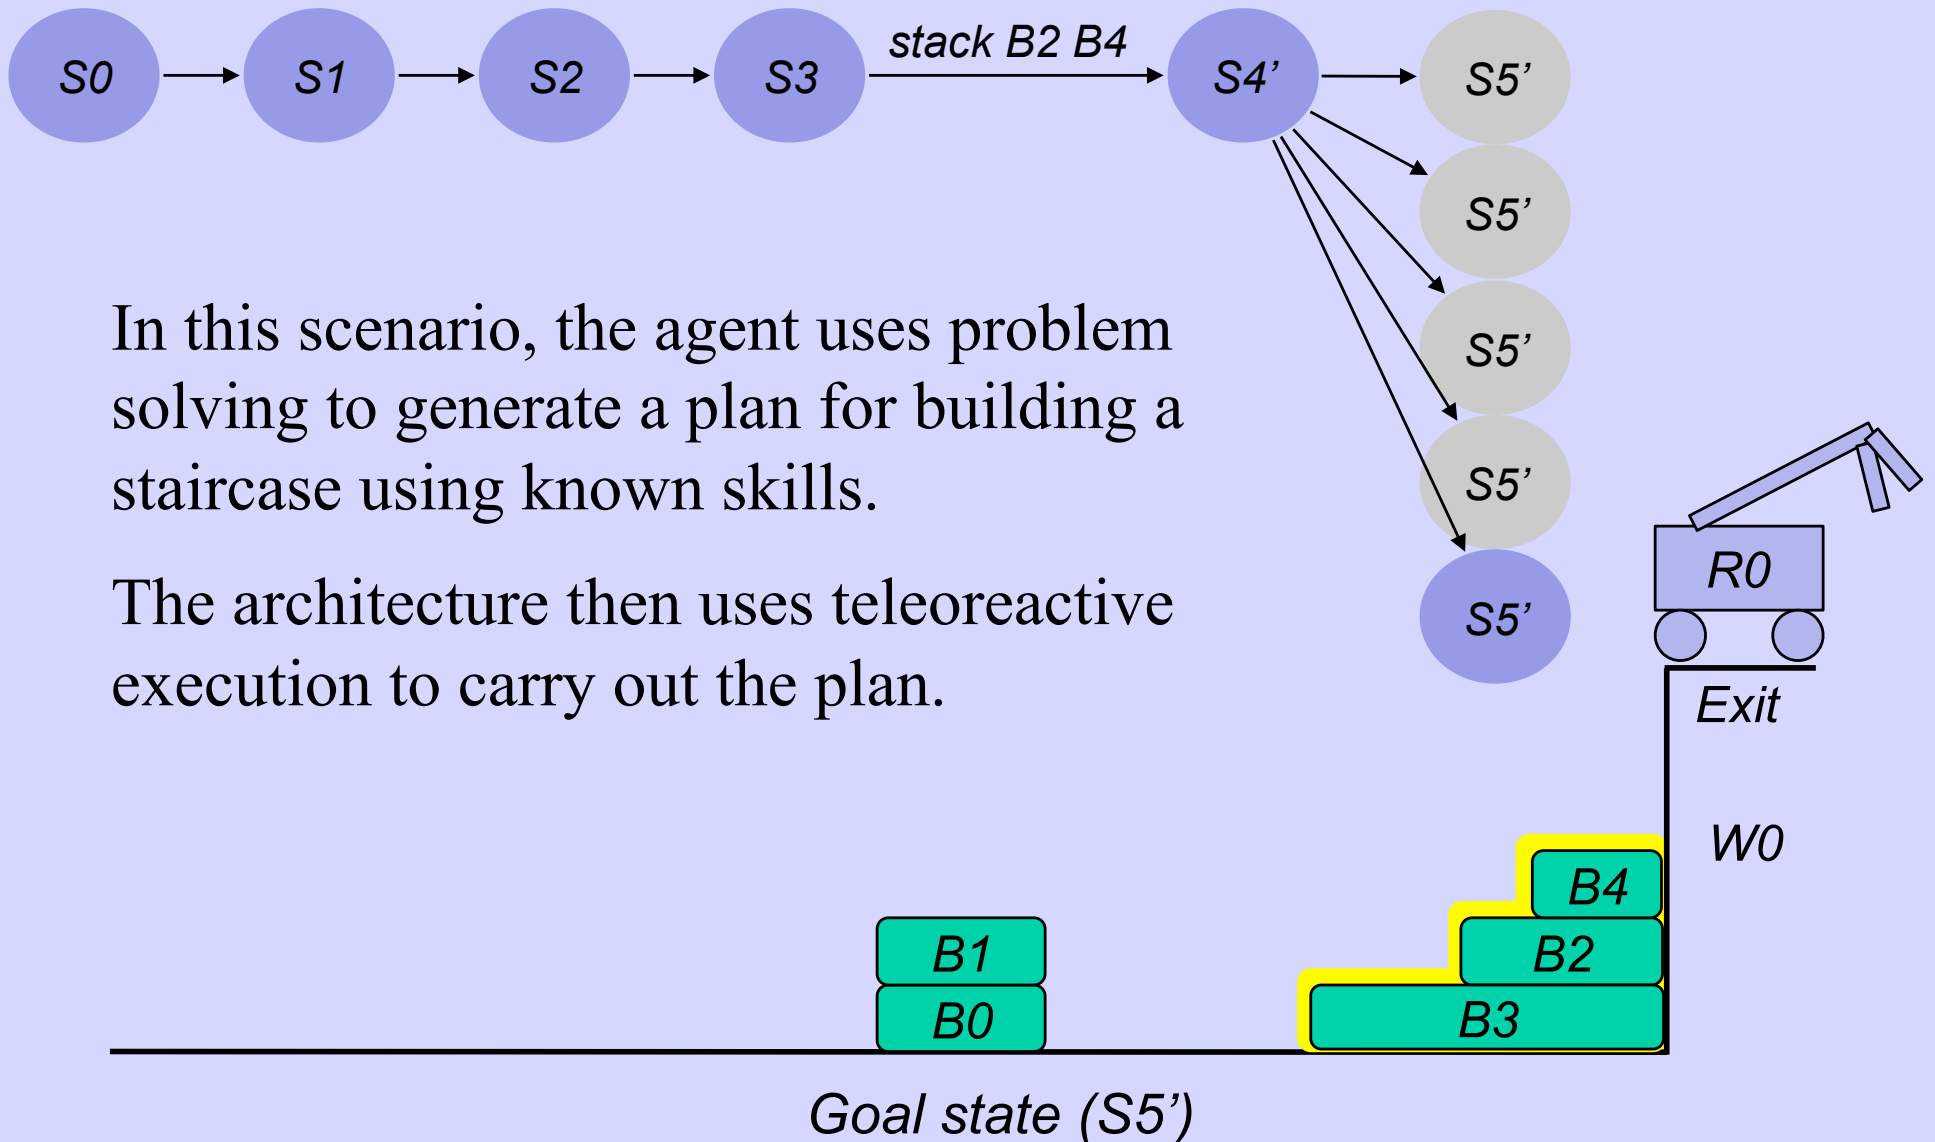 S0 S1 S2 S3 stack B2 B4 S4’ S5’
S5’
S5’
S5’
S5’
In this scenario, the agent uses problem
solving to generate a plan for building a
staircase using known skills.
The architecture then uses teleoreactive
execution to carry out the plan.
R0
Exit
W0
B4
B1 B2
B0 B3
Goal state (S5’)